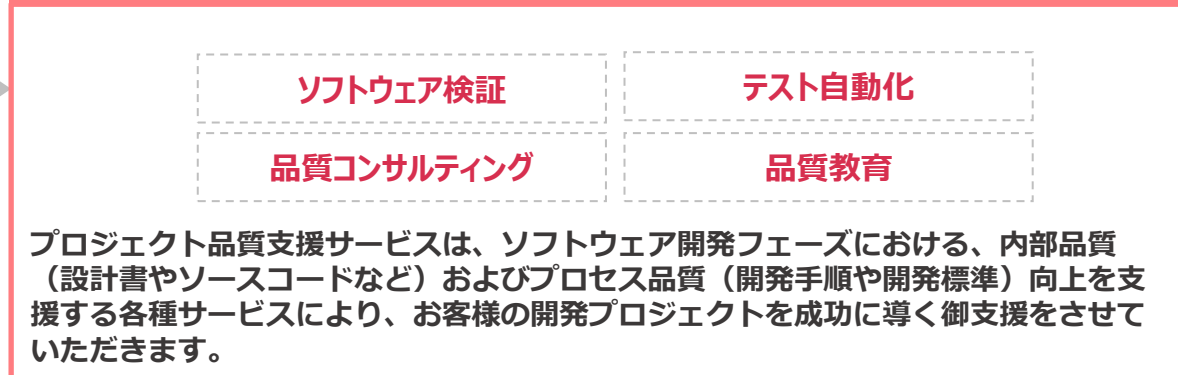 ソフトウェア検証
テスト自動化
品質コンサルティング
品質教育
プロジェクト品質支援サービスは、ソフトウェア開発フェーズにおける、内部品質
（設計書やソースコードなど）およびプロセス品質（開発手順や開発標準）向上を支
援する各種サービスにより、お客様の開発プロジェクトを成功に導く御支援をさせて
いただきます。